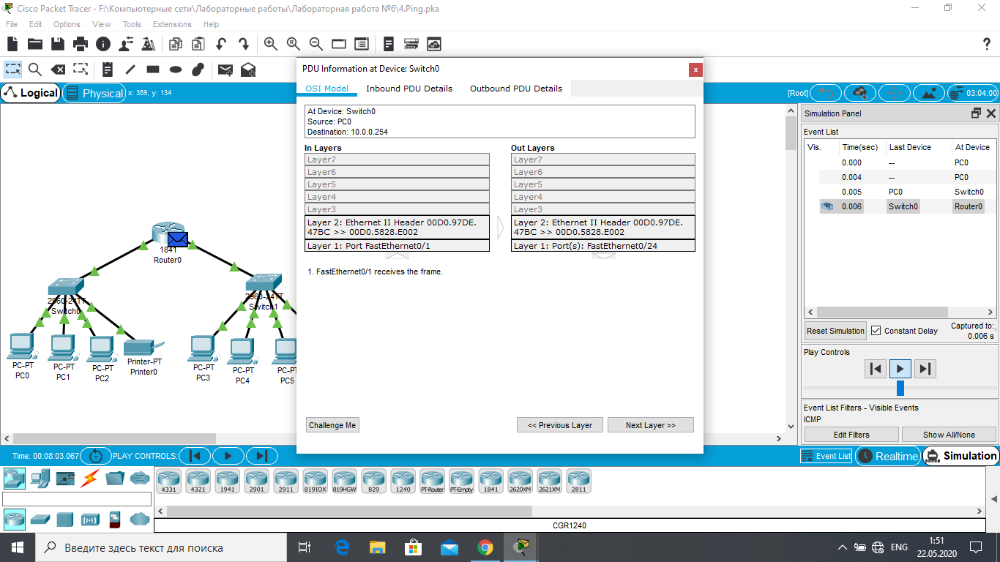 Cisco Packet Tracer - F:\Компьютерные сети\Лабораторные работы\Лабораторная работа №6\4.Ping.pka
File Edit Options View Tools Extensions Help
?
Logical Physical x: 369, y: 134 [Root] 03:04:00
PDU Information at Device: Switch0
x
OSI Model Inbound PDU Details Outbound PDU Details
At Device: Switch0
Source: PC0
Destination: 10.0.0.254
In Layers
Layer7
Layer6
Layer5
Layer4
Layer3
Layer 2: Ethernet II Header 00D0.97DE.
47BC >> 00D0.5828.E002
Layer 1: Port FastEthernet0/1
Out Layers
Layer7
Layer6
Layer5
Layer4
Layer3
Layer 2: Ethernet II Header 00D0.97DE.
47BC >> 00D0.5828.E002
Layer 1: Port(s): FastEthernet0/24
1. FastEthernet0/1 receives the frame.
Challenge Me << Previous Layer Next Layer >>
1841
Router0
2960-24TT
Switch0
2960-24TT
Switch1
PC-PT
PC0
PC-PT
PC1
PC-PT
PC2
Printer-PT
Printer0
PC-PT
PC3
PC-PT
PC4
PC-P
PC5
Simulation Panel
Event List
Vis. Time(sec) Last Device At Device
0.000 -- PC0
0.004 -- PC0
0.005 PC0 Switch0
0.006 Switch0 Router0
Reset Simulation Constant Delay Captured to:
0.006 s
Play Controls
Event List Filters - Visible Events
ICMP
Edit Filters Show All/None
Time: 00:08:03.067 PLAY CONTROLS: Event List Realtime Simulation
4331 4321 1941 2901 2911 819IOX 819HGW 829 1240 PT-Router PT-Empty 1841 2620XM 2621XM 2811
CGR1240
Введите здесь текст для поиска
ENG
1:51
22.05.2020